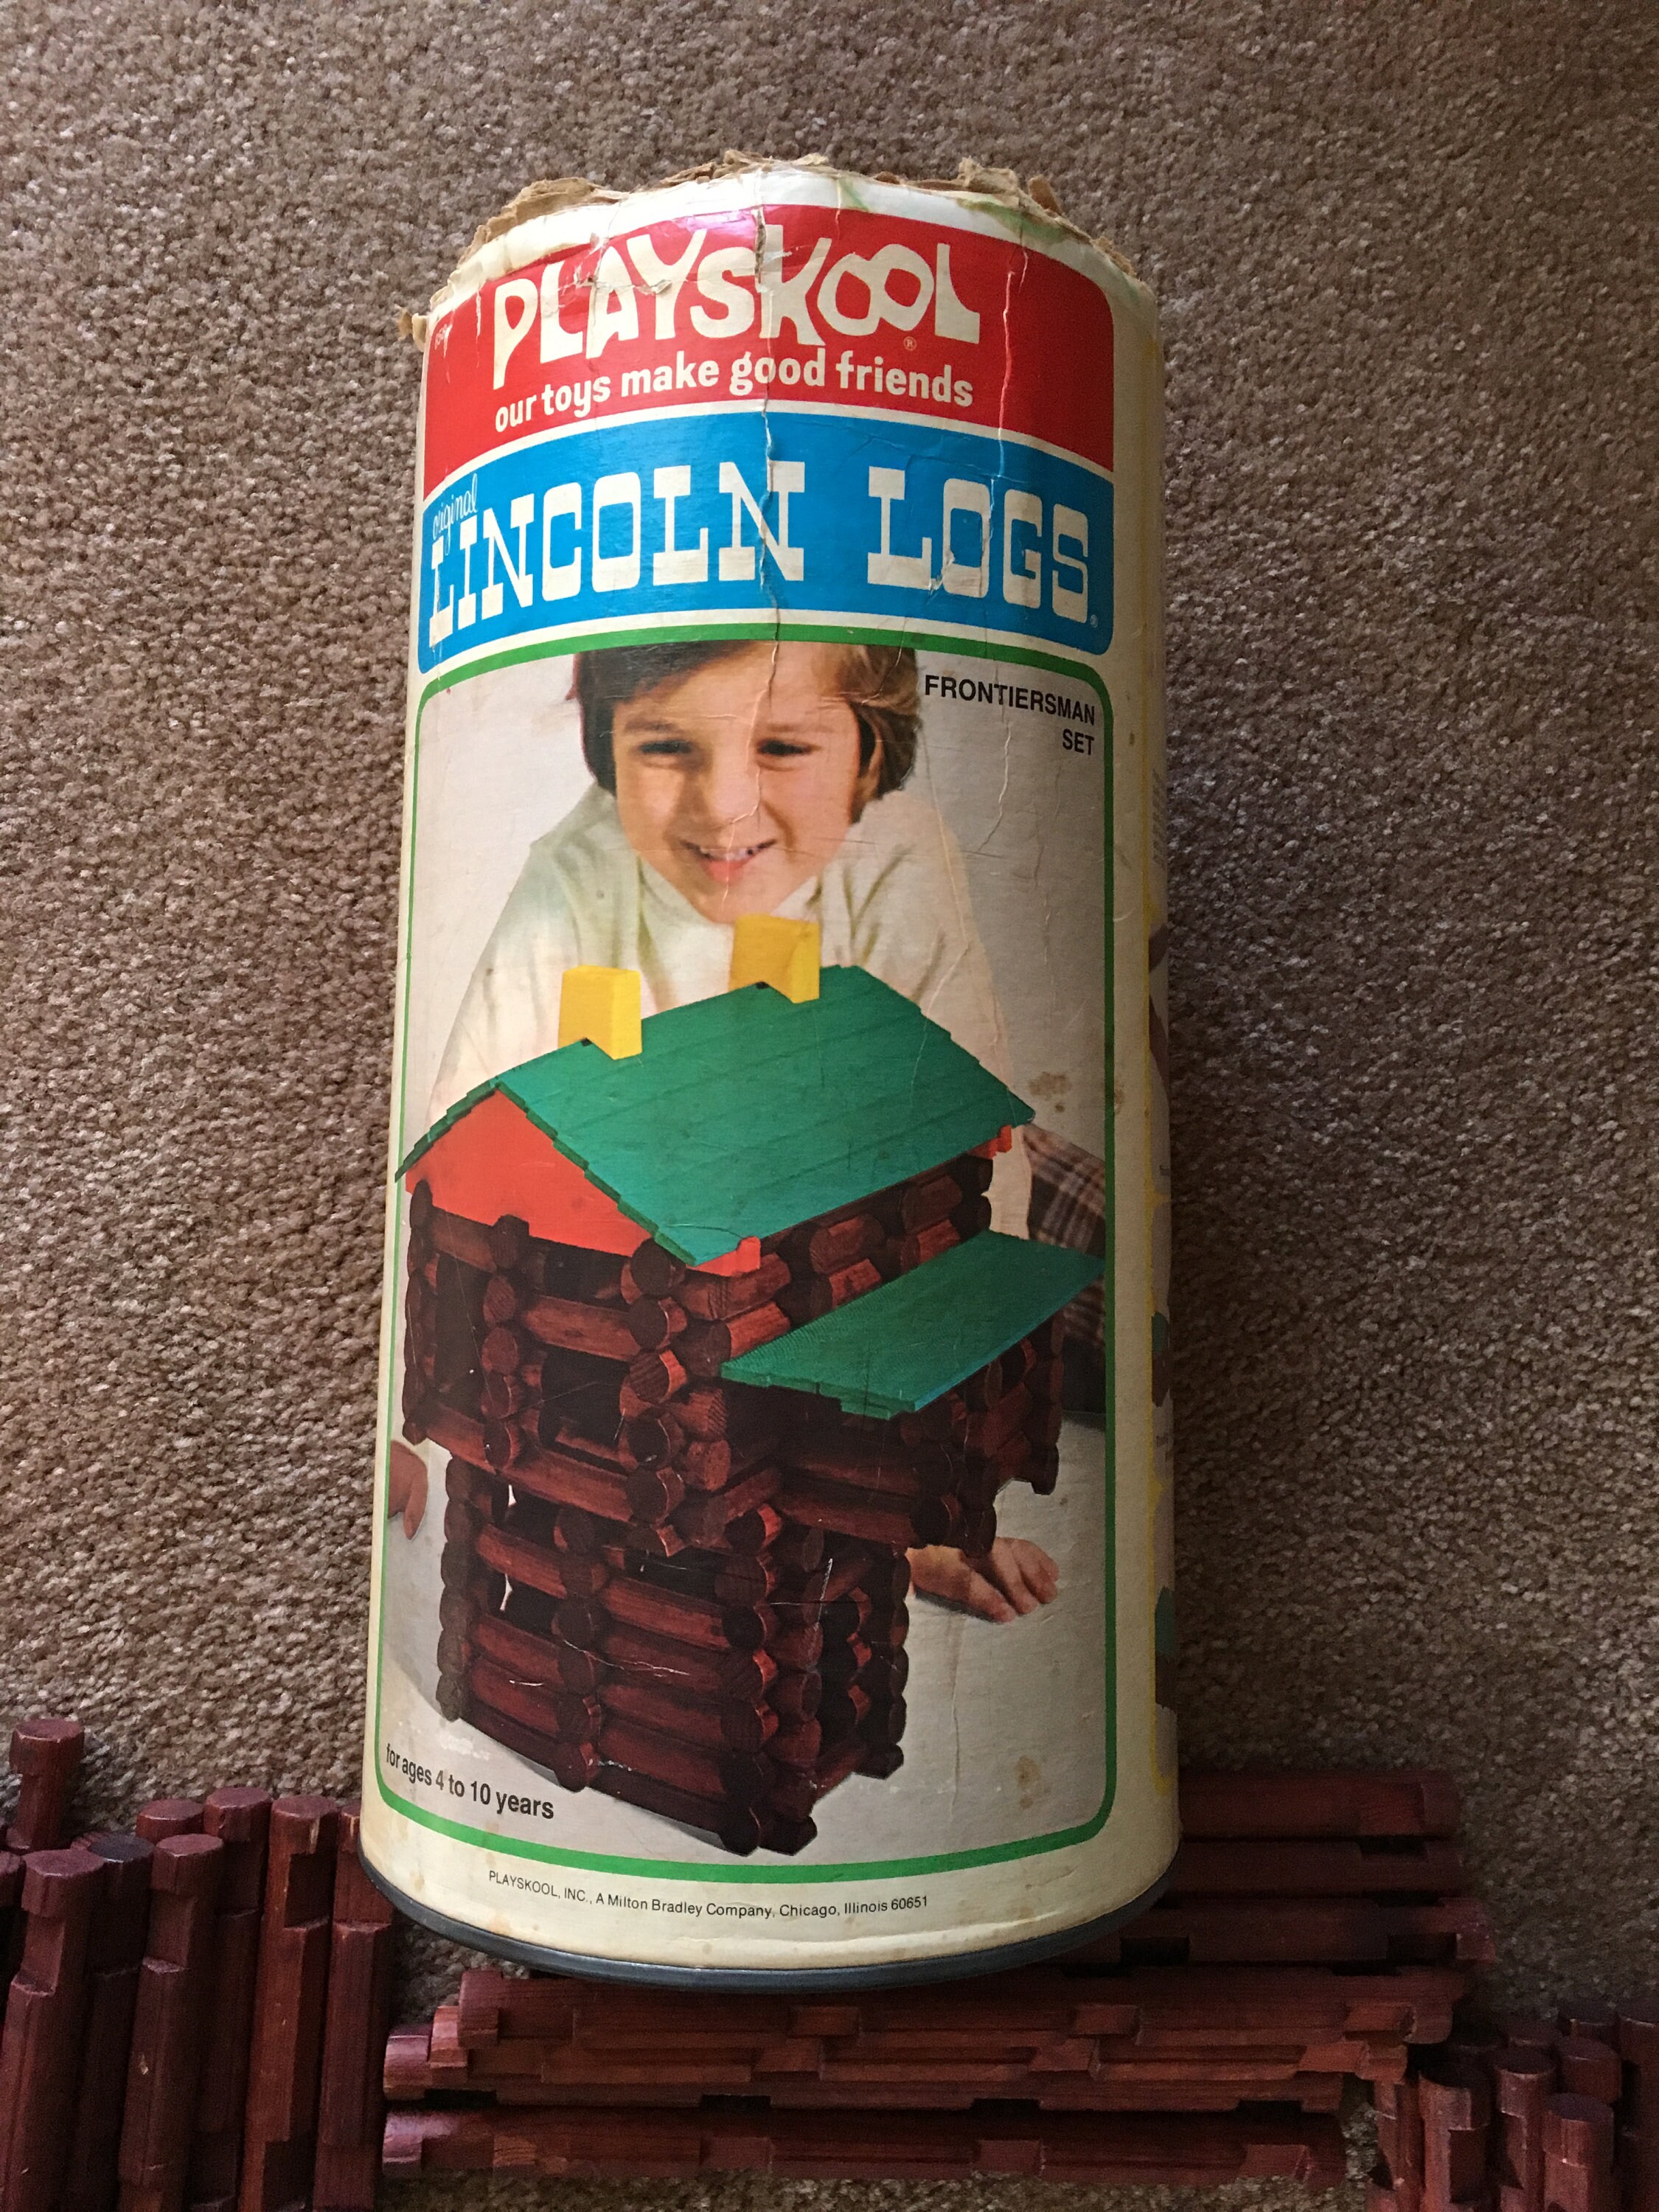 PLAYSKOOL®
our toys make good friends
original
LINCOLN LOGS®
FRONTIERSMAN
SET
for ages 4 to 10 years
PLAYSKOOL, INC., A Milton Bradley Company, Chicago, Illinois 60651